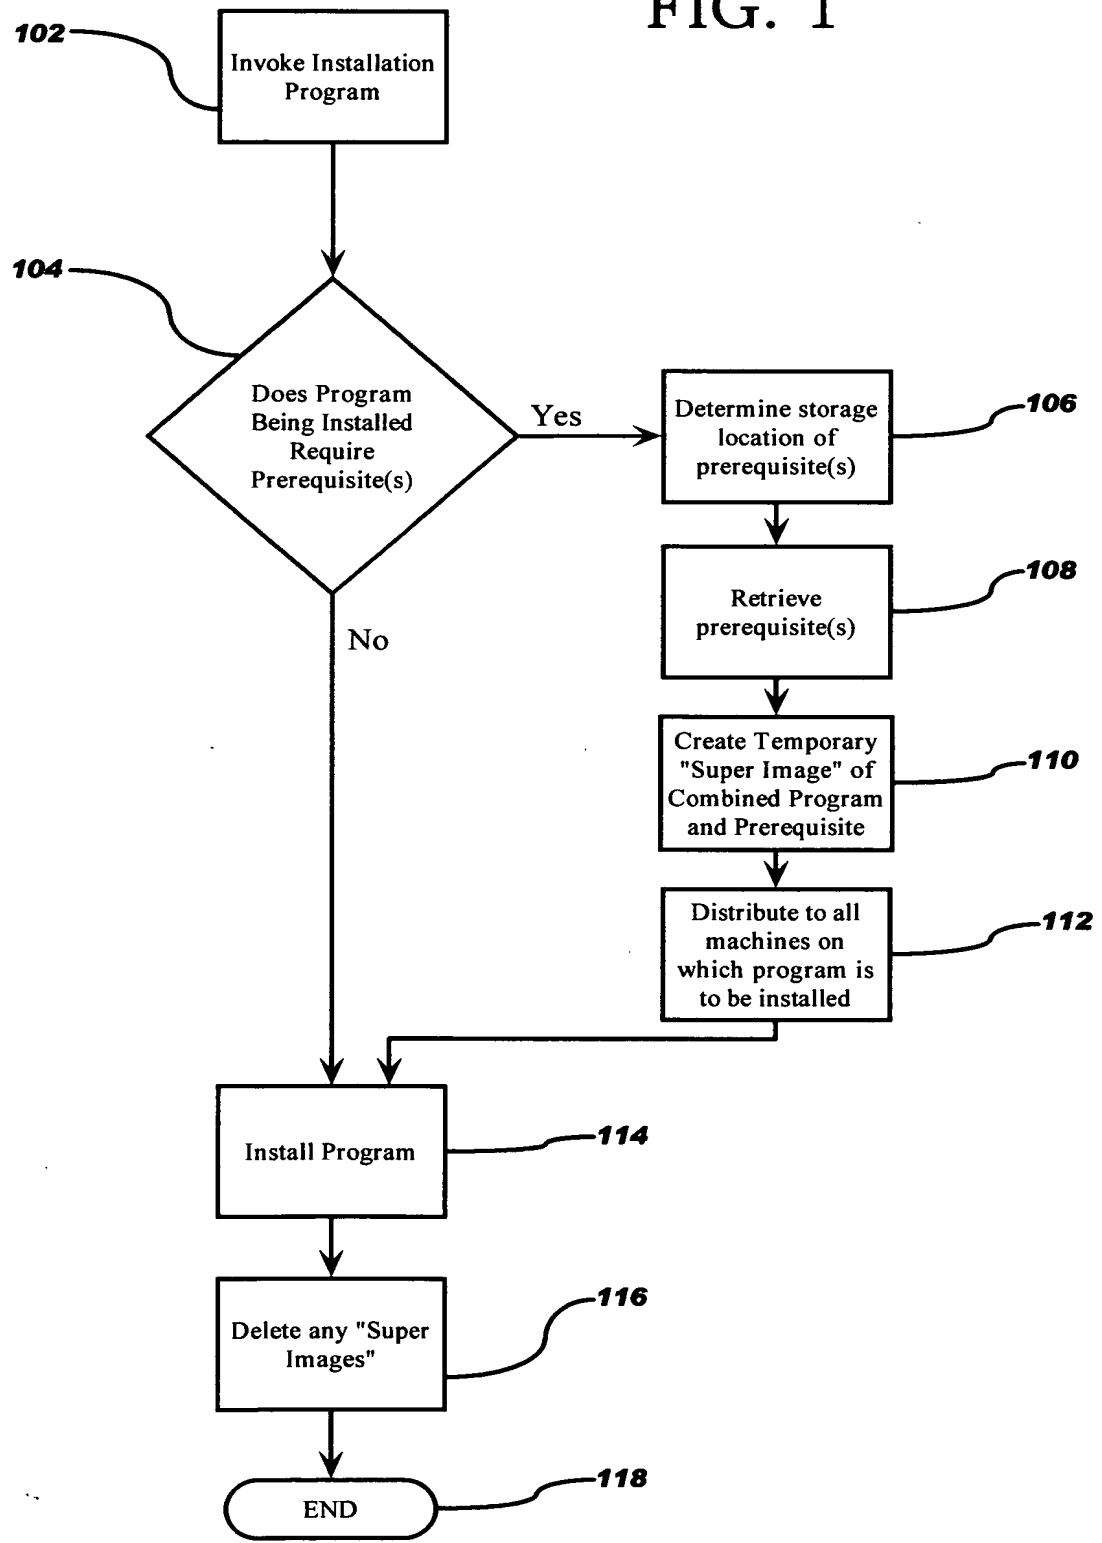 FIG. 1
102
Invoke Installation
Program
104
Does Program
Being Installed
Require
Prerequisite(s)
Yes
Determine storage
location of
prerequisite(s)
106
Retrieve
prerequisite(s)
108
No
Create Temporary
"Super Image" of
Combined Program
and Prerequisite
110
Distribute to all
machines on
which program is
to be installed
112
Install Program
114
Delete any "Super
Images"
116
END
118